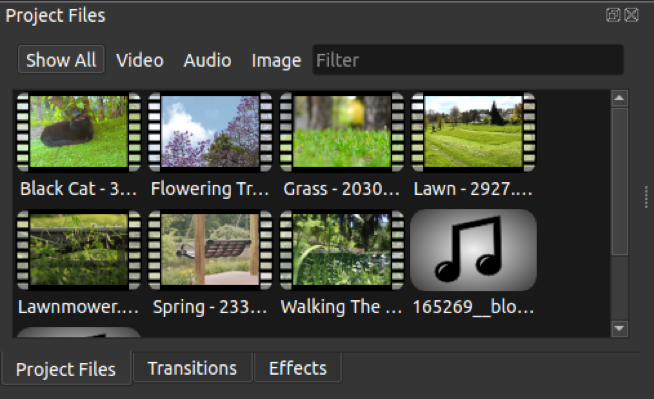 Project Files
Show All Video Audio Image Filter
Black Cat - 3... Flowering Tr... Grass - 2030... Lawn - 2927....
Lawnmower.... Spring - 233... Walking The ... 165269__blo...
Project Files Transitions Effects